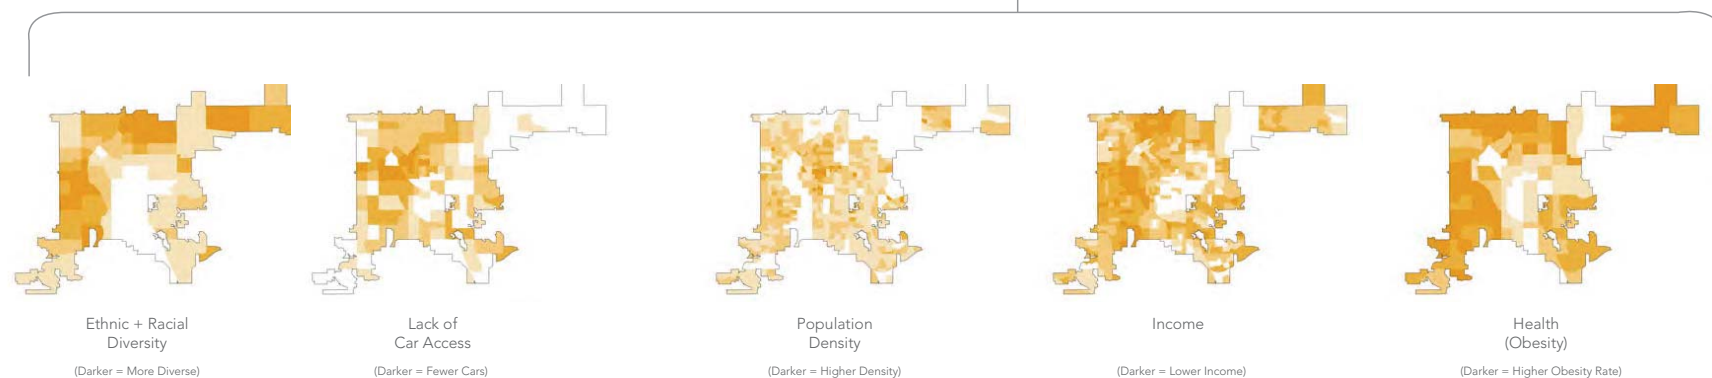 Ethnic + Racial
Diversity
(Darker = More Diverse)
Lack of
Car Access
(Darker = Fewer Cars)
Population
Density
(Darker = Higher Density)
Income
(Darker = Lower Income)
Health
(Obesity)
(Darker = Higher Obesity Rate)